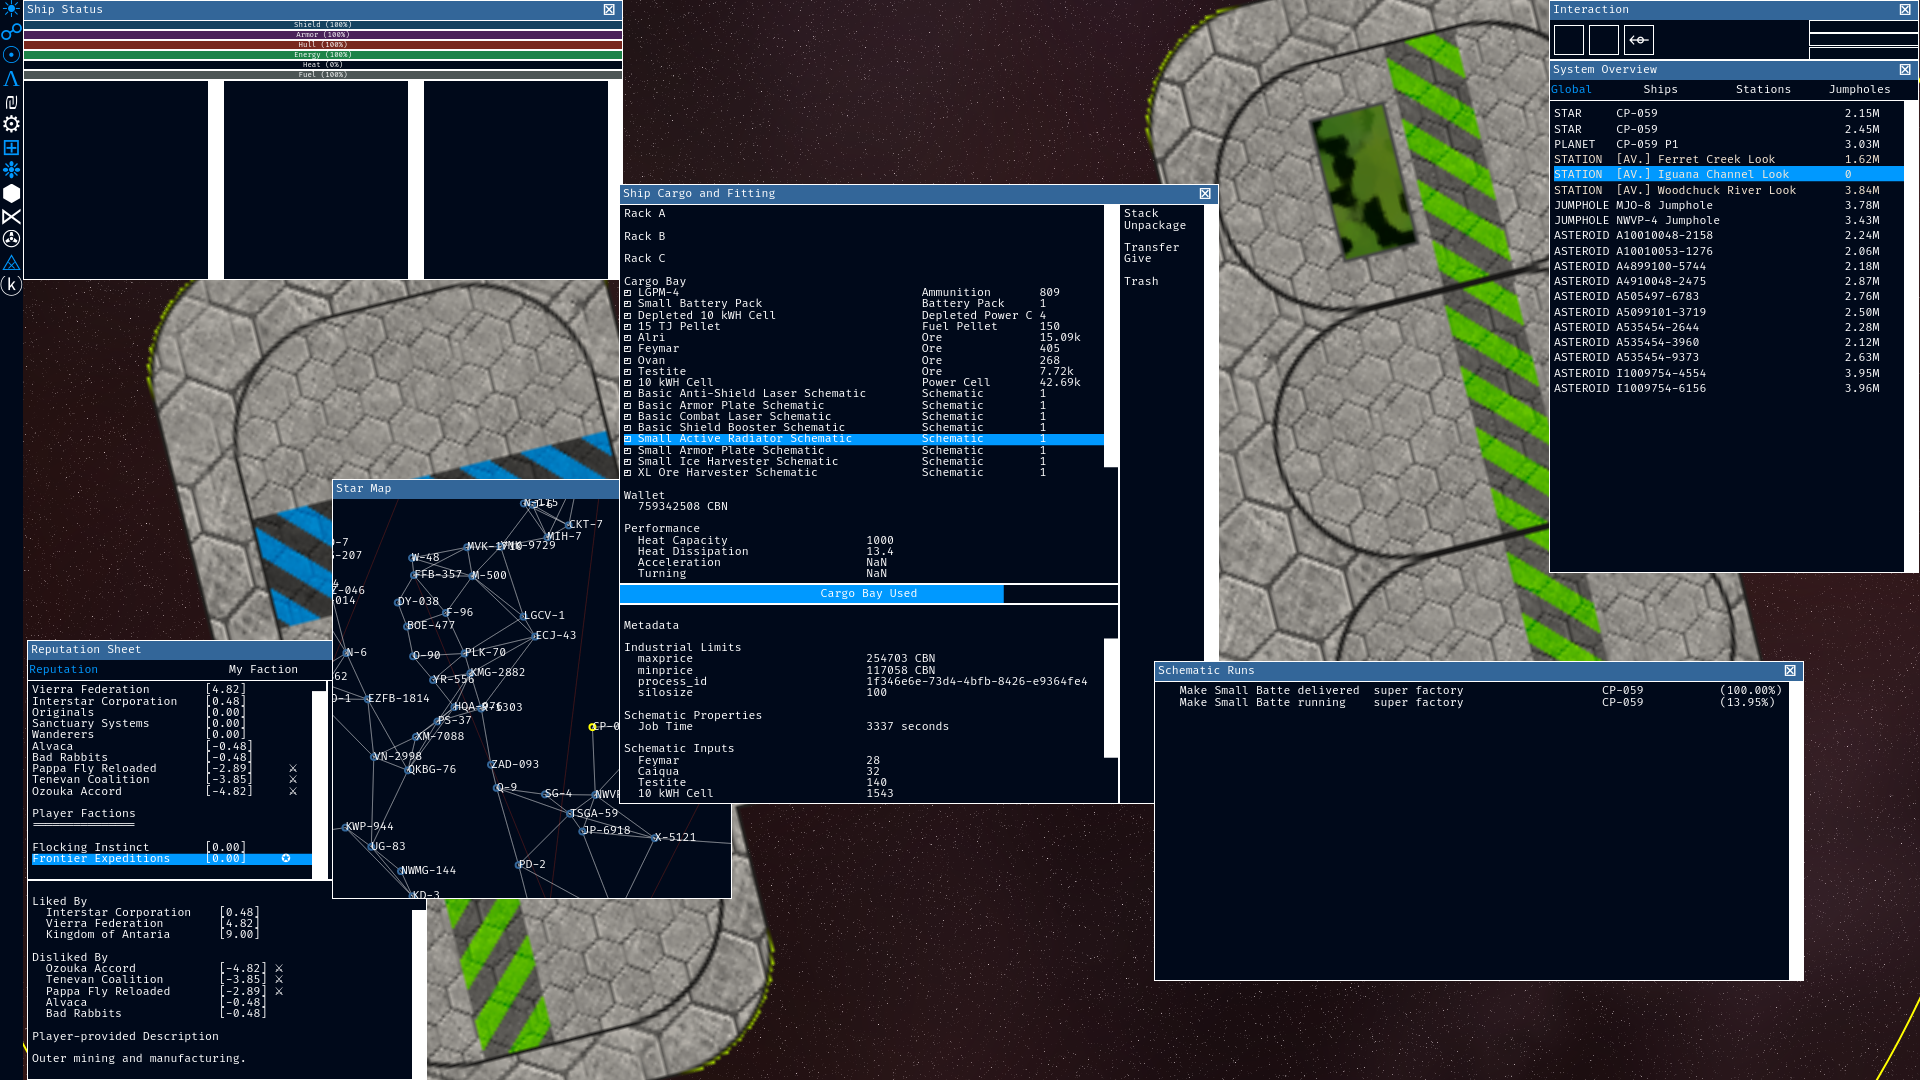 Ship Status
Shield (100%)
Armor (100%)
Hull (100%)
Energy (100%)
Heat (0%)
Fuel (100%)
Interaction
System Overview
Global Ships Stations Jumpholes
STAR CP-059 2.15M
STAR CP-059 2.45M
PLANET CP-059 P1 3.03M
STATION [AV.] Ferret Creek Look 1.62M
STATION [AV.] Iguana Channel Look 0
STATION [AV.] Woodchuck River Look 3.84M
JUMPHOLE MJO-8 Jumphole 3.78M
JUMPHOLE NWVP-4 Jumphole 3.43M
ASTEROID A10010048-2158 2.24M
ASTEROID A10010053-1276 2.06M
ASTEROID A4899100-5744 2.18M
ASTEROID A4910048-2475 2.87M
ASTEROID A505497-6783 2.76M
ASTEROID A5099101-3719 2.50M
ASTEROID A535454-2644 2.28M
ASTEROID A535454-3960 2.12M
ASTEROID A535454-9373 2.63M
ASTEROID I1009754-4554 3.95M
ASTEROID I1009754-6156 3.96M
Ship Cargo and Fitting
Rack A
Rack B
Rack C
Cargo Bay
LGPM-4 Ammunition 809
Small Battery Pack Battery Pack 1
Depleted 10 kWH Cell Depleted Power C 4
15 TJ Pellet Fuel Pellet 150
Alri Ore 15.09k
Feymar Ore 405
Ovan Ore 268
Testite Ore 7.72k
10 kWH Cell Power Cell 42.69k
Basic Anti-Shield Laser Schematic Schematic 1
Basic Armor Plate Schematic Schematic 1
Basic Combat Laser Schematic Schematic 1
Basic Shield Booster Schematic Schematic 1
Small Active Radiator Schematic Schematic 1
Small Armor Plate Schematic Schematic 1
Small Ice Harvester Schematic Schematic 1
XL Ore Harvester Schematic Schematic 1
Wallet
759342508 CBN
Performance
Heat Capacity 1000
Heat Dissipation 13.4
Acceleration NaN
Turning NaN
Cargo Bay Used
Metadata
Industrial Limits
maxprice 254703 CBN
minprice 117058 CBN
process_id 1f346e6e-73d4-4bfb-8426-e9364fe4
silosize 100
Schematic Properties
Job Time 3337 seconds
Schematic Inputs
Feymar 28
Caiqua 32
Testite 140
10 kWH Cell 1543
Stack
Unpackage
Transfer
Give
Trash
Star Map
CKT-7
MIH-7
W-48
FFB-357
M-500
DY-038
F-96
BOE-477
LGCV-1
ECJ-43
N-6
O-90
PLK-70
YR-556
KMG-2882
EZFB-1814
PS-37
XM-7088
VN-2998
QKBG-76
ZAD-093
Q-9
SG-4
TSGA-59
JP-6918
X-5121
KWP-944
UG-83
PD-2
NWMG-144
KD-3
Reputation Sheet
Reputation My Faction
Vierra Federation [4.82]
Interstar Corporation [0.48]
Originals [0.00]
Sanctuary Systems [0.00]
Wanderers [0.00]
Alvaca [-0.48]
Bad Rabbits [-0.48]
Pappa Fly Reloaded [-2.89]
Tenevan Coalition [-3.85]
Ozouka Accord [-4.82]
Player Factions
Flocking Instinct [0.00]
Frontier Expeditions [0.00]
Liked By
Interstar Corporation [0.48]
Vierra Federation [4.82]
Kingdom of Antaria [9.00]
Disliked By
Ozouka Accord [-4.82]
Tenevan Coalition [-3.85]
Pappa Fly Reloaded [-2.89]
Alvaca [-0.48]
Bad Rabbits [-0.48]
Player-provided Description
Outer mining and manufacturing.
Schematic Runs
Make Small Batte delivered super factory CP-059 (100.00%)
Make Small Batte running super factory CP-059 (13.95%)